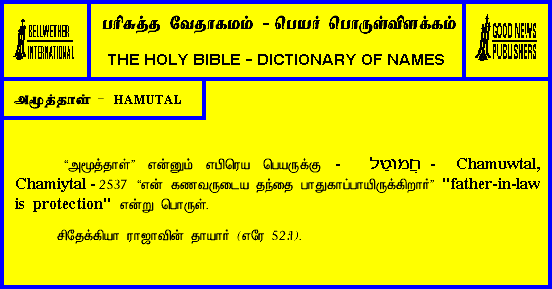 BELLWETHER
INTERNATIONAL
பரிசுத்த வேதாகமம் - பெயர் பொருள்விளக்கம்
THE HOLY BIBLE - DICTIONARY OF NAMES
GOOD NEWS
PUBLISHERS
அமூத்தாள் - HAMUTAL
“அமூத்தாள்” என்னும் எபிரெய பெயருக்கு - חֲמוּטַל - Chamuwtal,
Chamiytal - 2537 “என் கணவருடைய தந்தை பாதுகாப்பாயிருக்கிறார்” "father-in-law
is protection" என்று பொருள்.
சிதேக்கியா ராஜாவின் தாயார் (எரே 52:1).